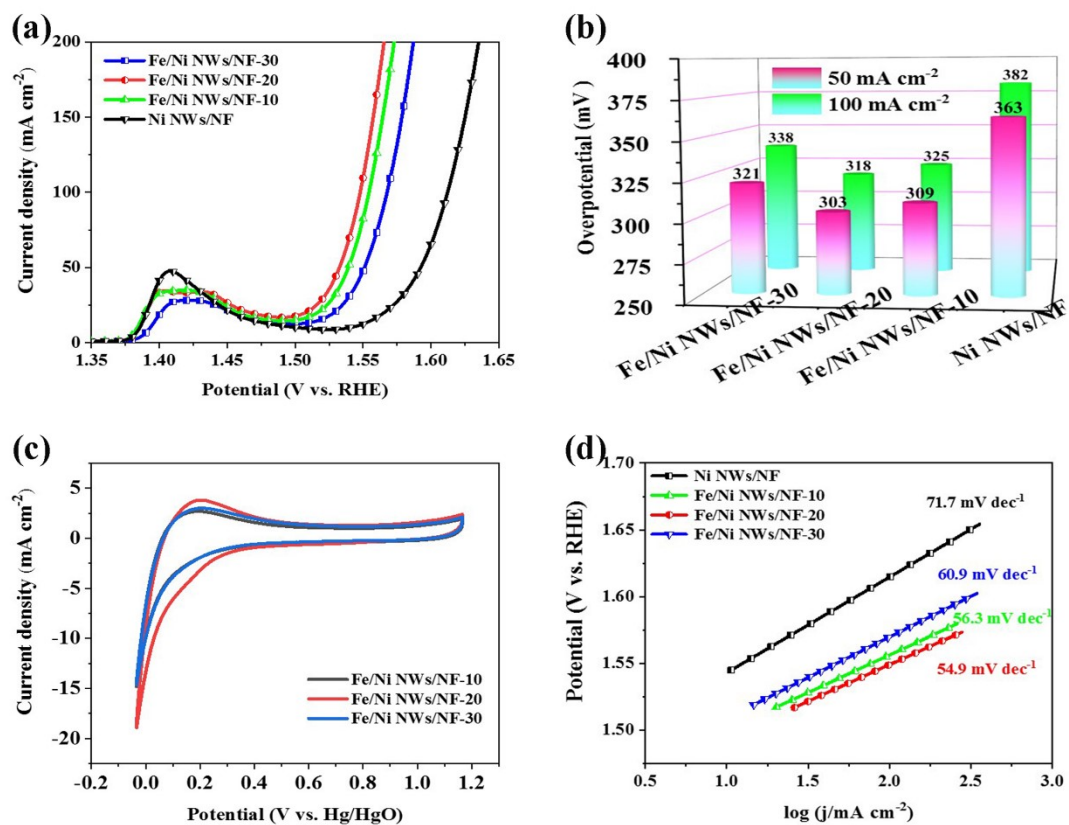 (a)
200
150
100
50
0
1.35
1.40
1.45
1.50
1.55
1.60
1.65
Current density (mA cm⁻²)
Potential (V vs. RHE)
Fe/Ni NWs/NF-30
Fe/Ni NWs/NF-20
Fe/Ni NWs/NF-10
Ni NWs/NF
(b)
400
375
350
325
300
275
250
Overpotential (mV)
50 mA cm⁻²
100 mA cm⁻²
321
338
303
318
309
325
363
382
Fe/Ni NWs/NF-30
Fe/Ni NWs/NF-20
Fe/Ni NWs/NF-10
Ni NWs/NF
(c)
5
0
-5
-10
-15
-20
-0.2
0.0
0.2
0.4
0.6
0.8
1.0
1.2
Current density (mA cm⁻²)
Potential (V vs. Hg/HgO)
Fe/Ni NWs/NF-10
Fe/Ni NWs/NF-20
Fe/Ni NWs/NF-30
(d)
1.70
1.65
1.60
1.55
1.50
0.5
1.0
1.5
2.0
2.5
3.0
Potential (V vs. RHE)
log (j/mA cm⁻²)
Ni NWs/NF
Fe/Ni NWs/NF-10
Fe/Ni NWs/NF-20
Fe/Ni NWs/NF-30
71.7 mV dec⁻¹
60.9 mV dec⁻¹
56.3 mV dec⁻¹
54.9 mV dec⁻¹